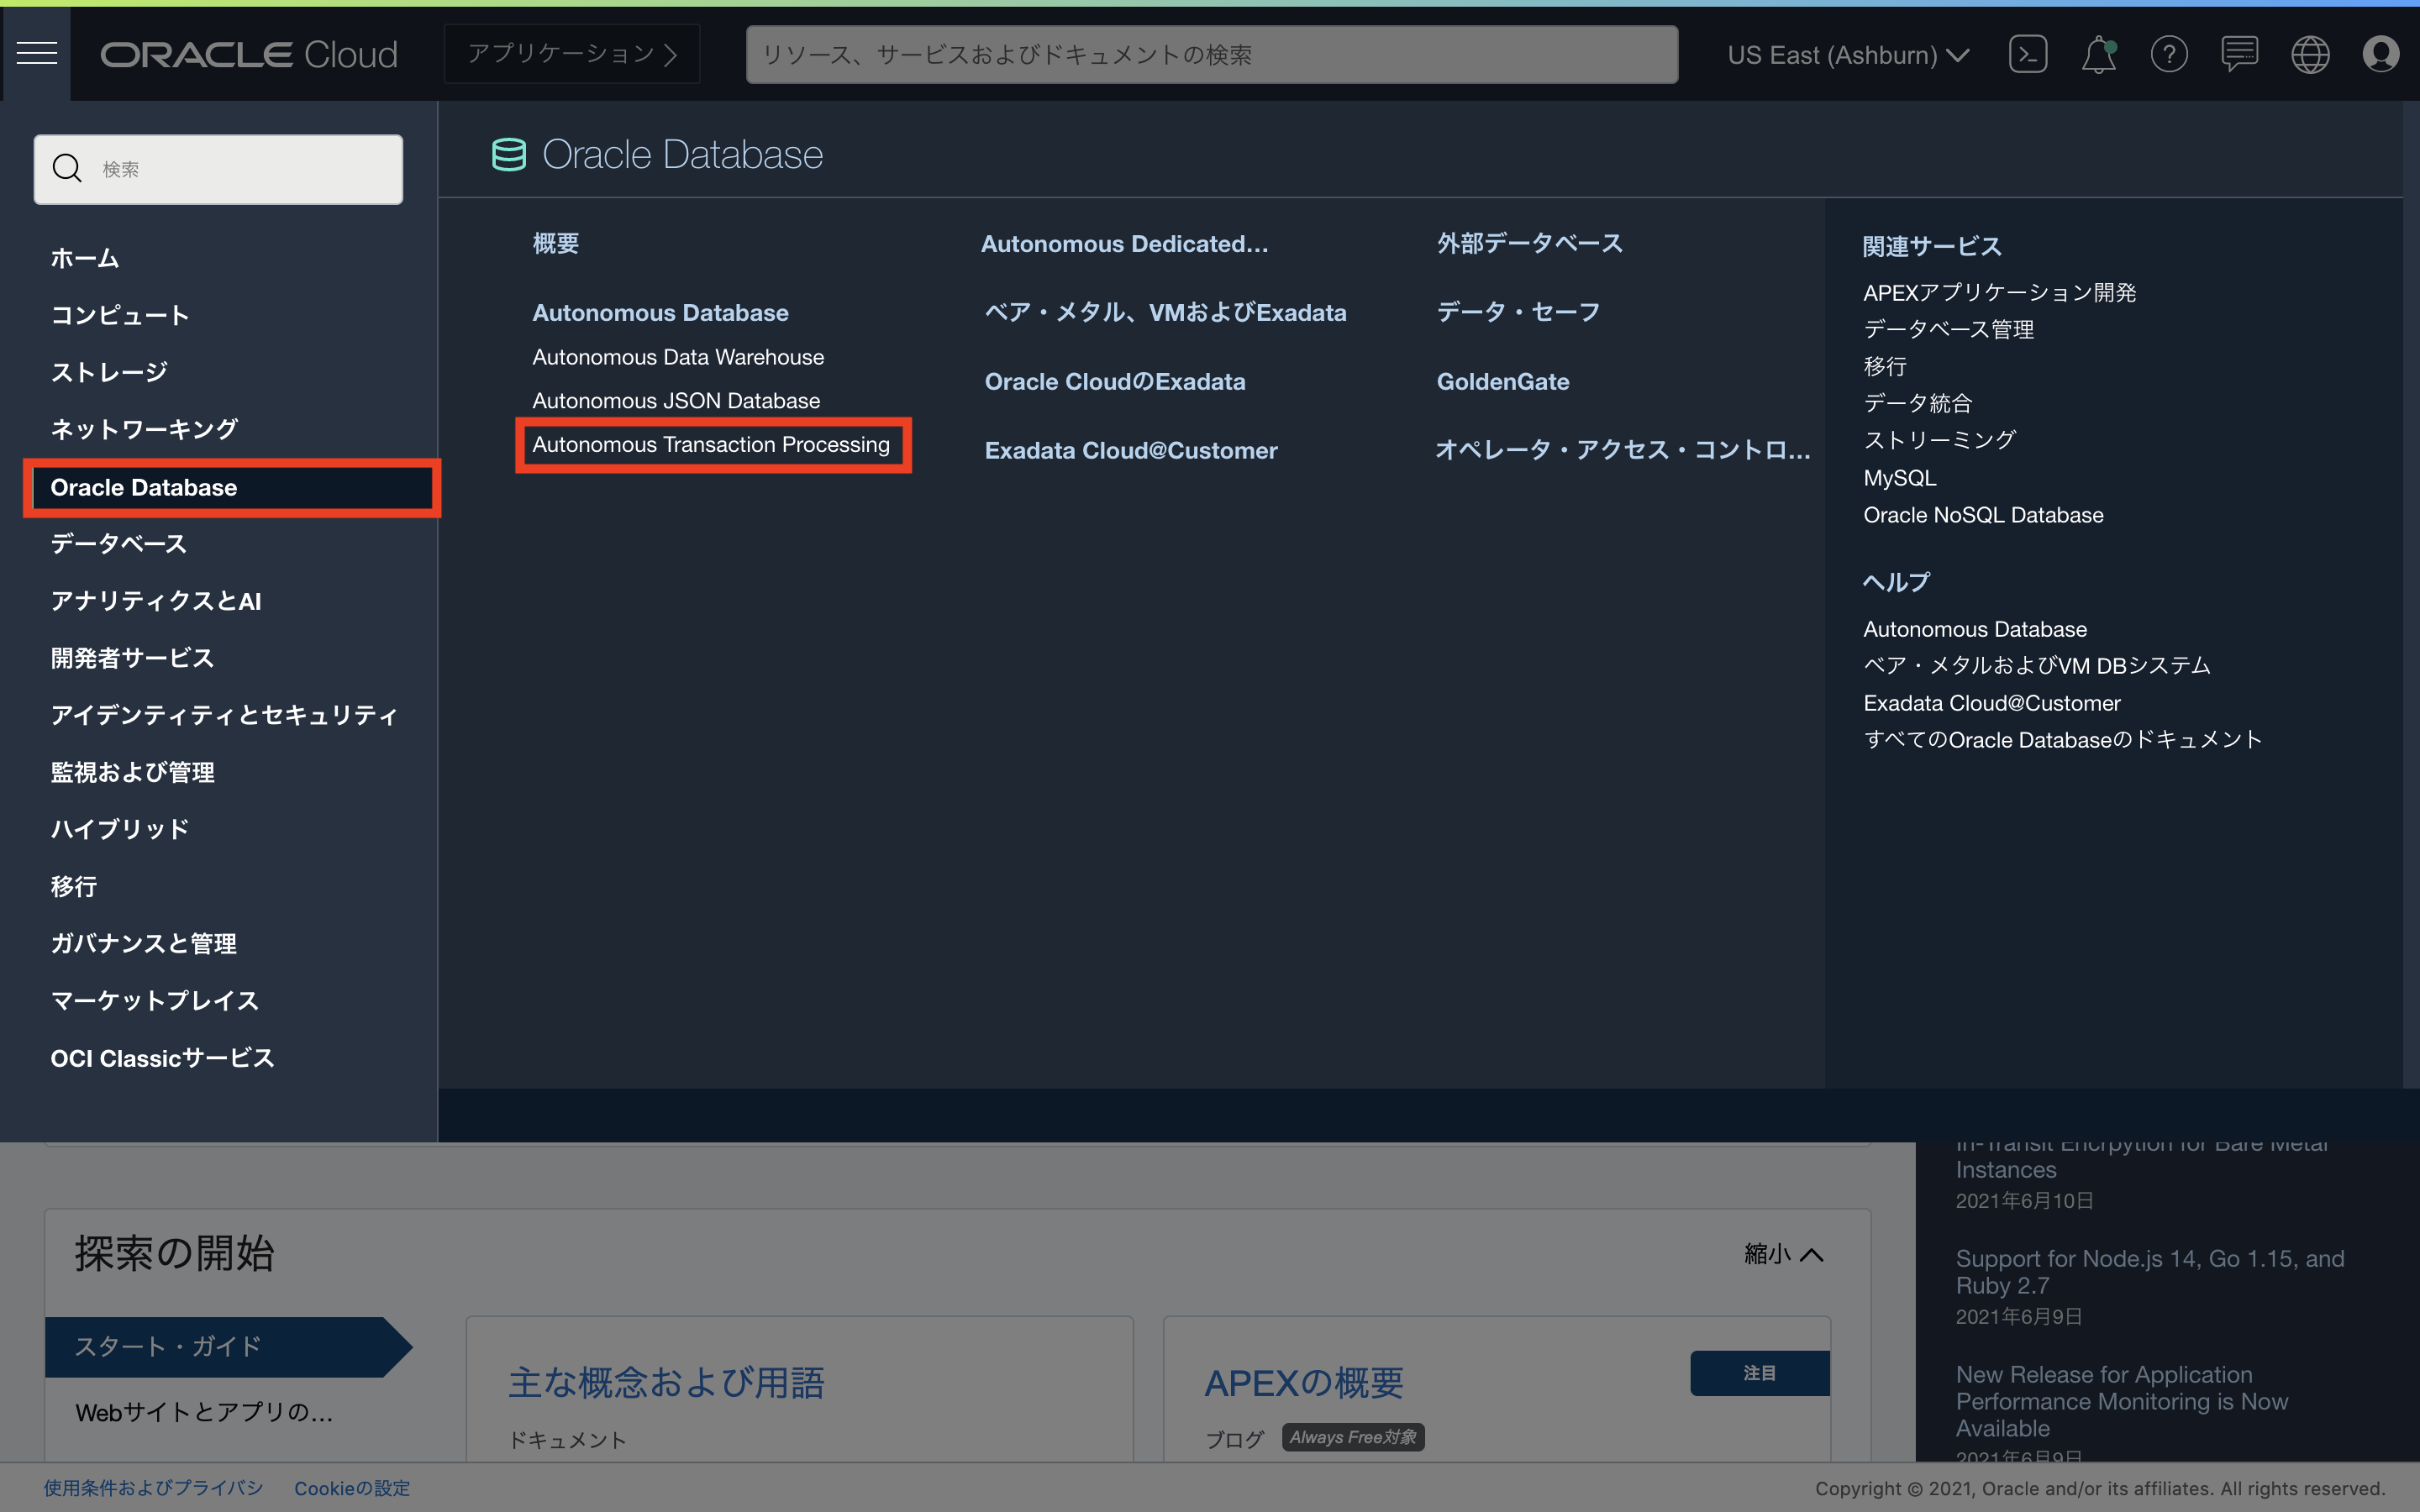 ORACLE Cloud
アプリケーション
リソース、サービスおよびドキュメントの検索
US East (Ashburn)
検索
ホーム
コンピュート
ストレージ
ネットワーキング
Oracle Database
データベース
アナリティクスとAI
開発者サービス
アイデンティティとセキュリティ
監視および管理
ハイブリッド
移行
ガバナンスと管理
マーケットプレイス
OCI Classicサービス
Oracle Database
概要
Autonomous Database
Autonomous Data Warehouse
Autonomous JSON Database
Autonomous Transaction Processing
Autonomous Dedicated...
ベア・メタル、VMおよびExadata
Oracle CloudのExadata
Exadata Cloud@Customer
外部データベース
データ・セーフ
GoldenGate
オペレータ・アクセス・コントロ...
関連サービス
APEXアプリケーション開発
データベース管理
移行
データ統合
ストリーミング
MySQL
Oracle NoSQL Database
ヘルプ
Autonomous Database
ベア・メタルおよびVM DBシステム
Exadata Cloud@Customer
すべてのOracle Databaseのドキュメント
In-Transit Encrpytion for Bare Metal
Instances
2021年6月10日
Support for Node.js 14, Go 1.15, and
Ruby 2.7
2021年6月9日
New Release for Application
Performance Monitoring is Now
Available
2021年6月9日
探索の開始
縮小
スタート・ガイド
Webサイトとアプリの...
主な概念および用語
ドキュメント
APEXの概要
注目
ブログ
Always Free対象
使用条件およびプライバシ
Cookieの設定
Copyright © 2021, Oracle and/or its affiliates. All rights reserved.